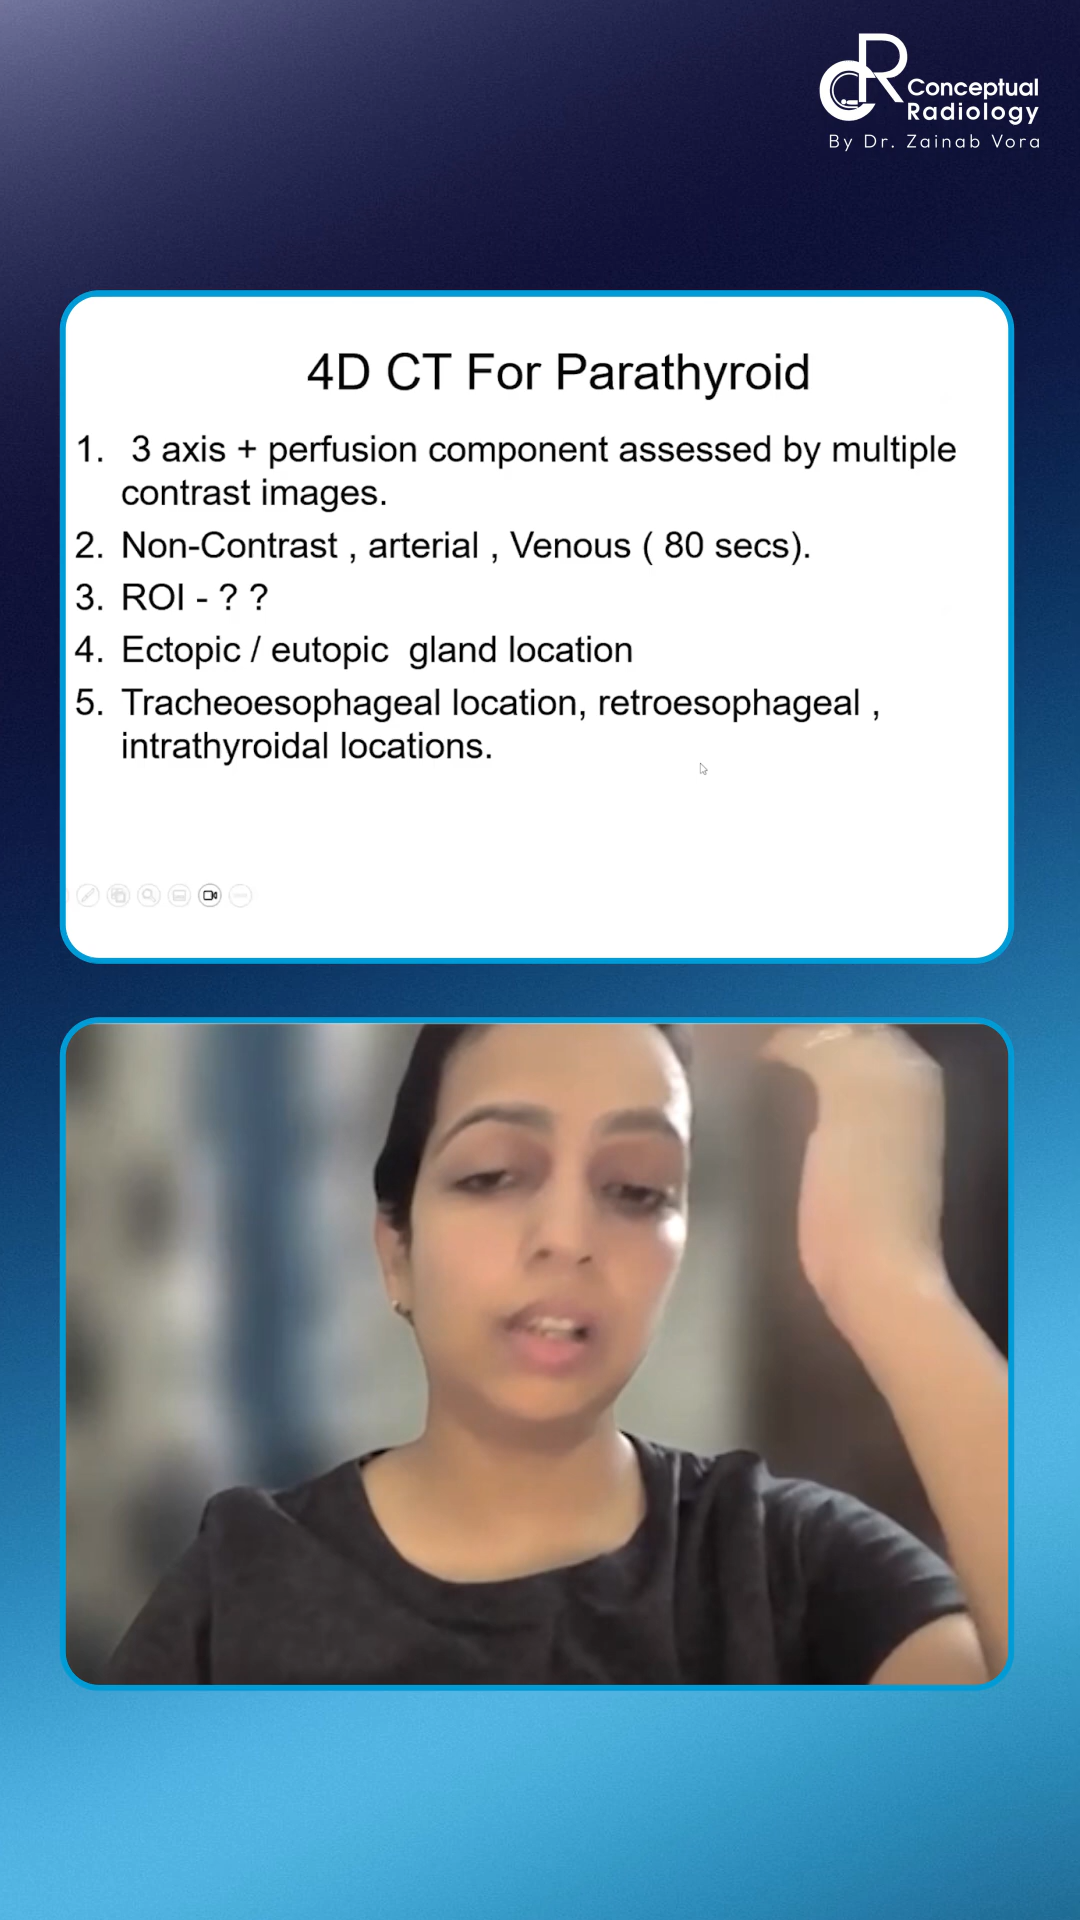 Conceptual
Radiology
By Dr. Zainab Vora
4D CT For Parathyroid
1. 3 axis + perfusion component assessed by multiple
contrast images.
2. Non-Contrast , arterial , Venous ( 80 secs).
3. ROI - ? ?
4. Ectopic / eutopic gland location
5. Tracheoesophageal location, retroesophageal ,
intrathyroidal locations.